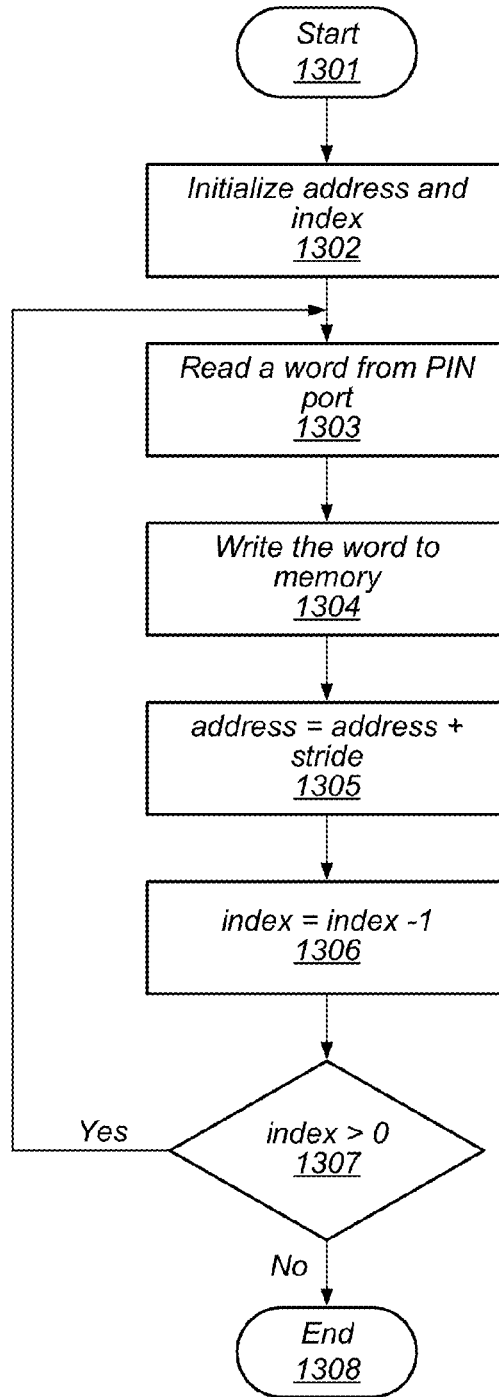 Start
1301
Initialize address and
index
1302
Read a word from PIN
port
1303
Write the word to
memory
1304
address = address +
stride
1305
index = index -1
1306
index > 0
1307
Yes
No
End
1308